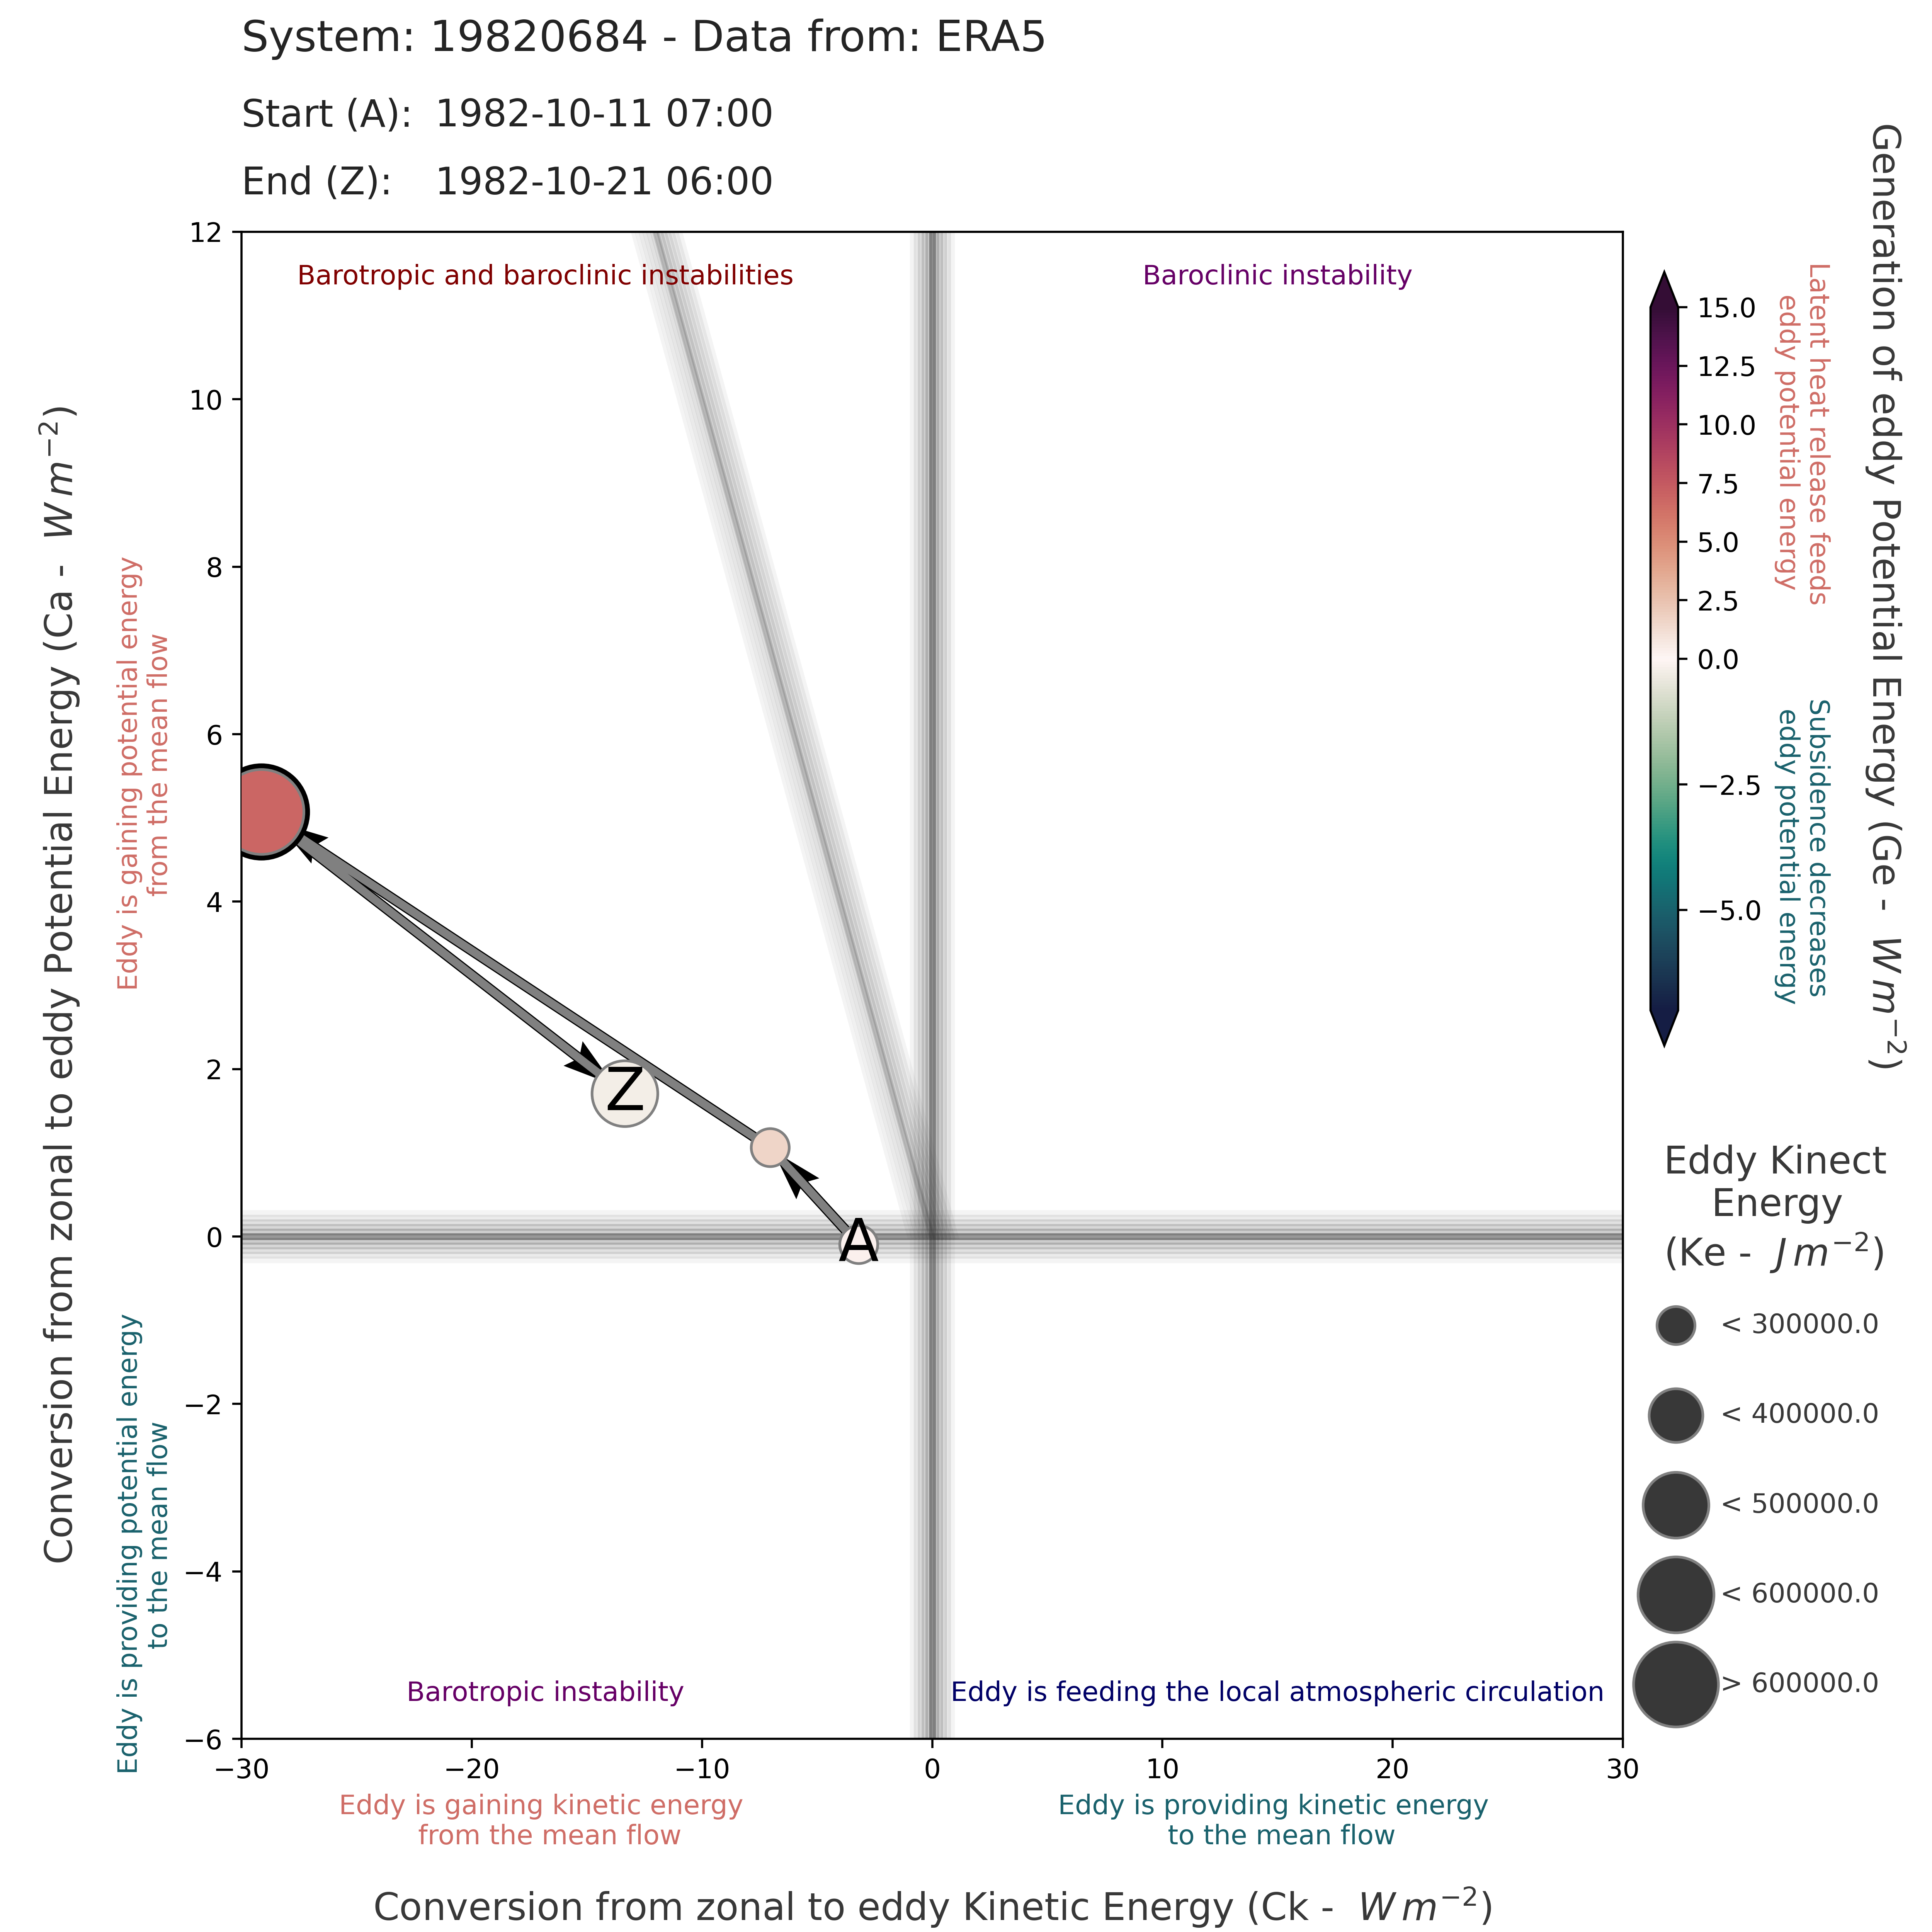 System: 19820684 - Data from: ERA5
Start (A): 1982-10-11 07:00
End (Z): 1982-10-21 06:00
Conversion from zonal to eddy Potential Energy (Ca - W m⁻²)
Eddy is gaining potential energy
from the mean flow
Eddy is providing potential energy
to the mean flow
12
10
8
6
4
2
0
−2
−4
−6
Barotropic and baroclinic instabilities
Baroclinic instability
Z
A
Barotropic instability
Eddy is feeding the local atmospheric circulation
−30
−20
−10
0
10
20
30
Eddy is gaining kinetic energy
from the mean flow
Eddy is providing kinetic energy
to the mean flow
Conversion from zonal to eddy Kinetic Energy (Ck - W m⁻²)
15.0
12.5
10.0
7.5
5.0
2.5
0.0
−2.5
−5.0
Latent heat release feeds
eddy potential energy
Subsidence decreases
eddy potential energy
Generation of eddy Potential Energy (Ge - W m⁻²)
Eddy Kinect
Energy
(Ke - J m⁻²)
< 300000.0
< 400000.0
< 500000.0
< 600000.0
> 600000.0